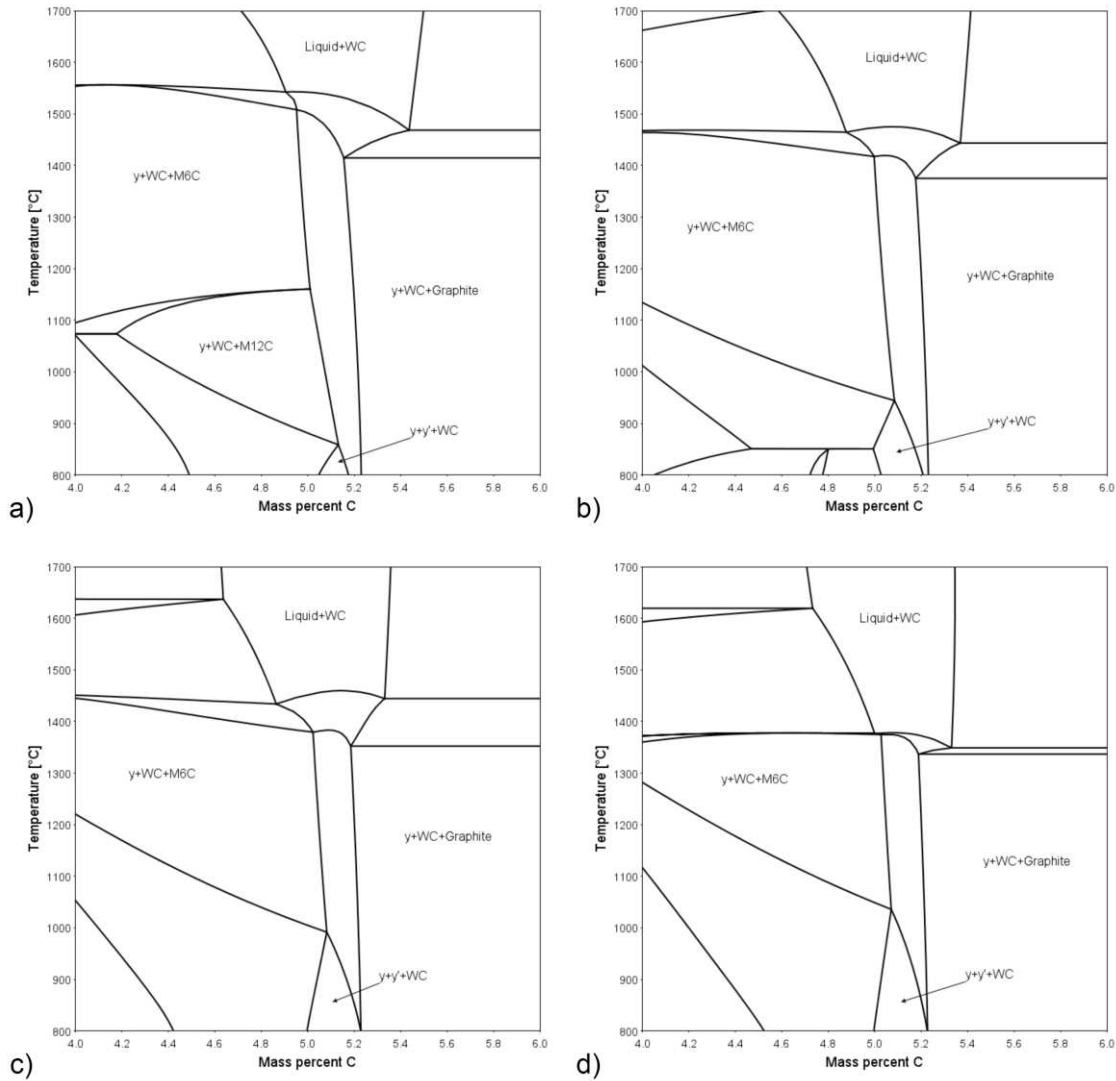 1700
1600
1500
1400
1300
1200
1100
1000
900
800
Temperature [°C]
Liquid+WC
y+WC+M6C
y+WC+Graphite
y+WC+M12C
y+y'+WC
4.0 4.2 4.4 4.6 4.8 5.0 5.2 5.4 5.6 5.8 6.0
Mass percent C
a)
1700
1600
1500
1400
1300
1200
1100
1000
900
800
Temperature [°C]
Liquid+WC
y+WC+M6C
y+WC+Graphite
y+y'+WC
4.0 4.2 4.4 4.6 4.8 5.0 5.2 5.4 5.6 5.8 6.0
Mass percent C
b)
1700
1600
1500
1400
1300
1200
1100
1000
900
800
Temperature [°C]
Liquid+WC
y+WC+M6C
y+WC+Graphite
y+y'+WC
4.0 4.2 4.4 4.6 4.8 5.0 5.2 5.4 5.6 5.8 6.0
Mass percent C
c)
1700
1600
1500
1400
1300
1200
1100
1000
900
800
Temperature [°C]
Liquid+WC
y+WC+M6C
y+WC+Graphite
y+y'+WC
4.0 4.2 4.4 4.6 4.8 5.0 5.2 5.4 5.6 5.8 6.0
Mass percent C
d)